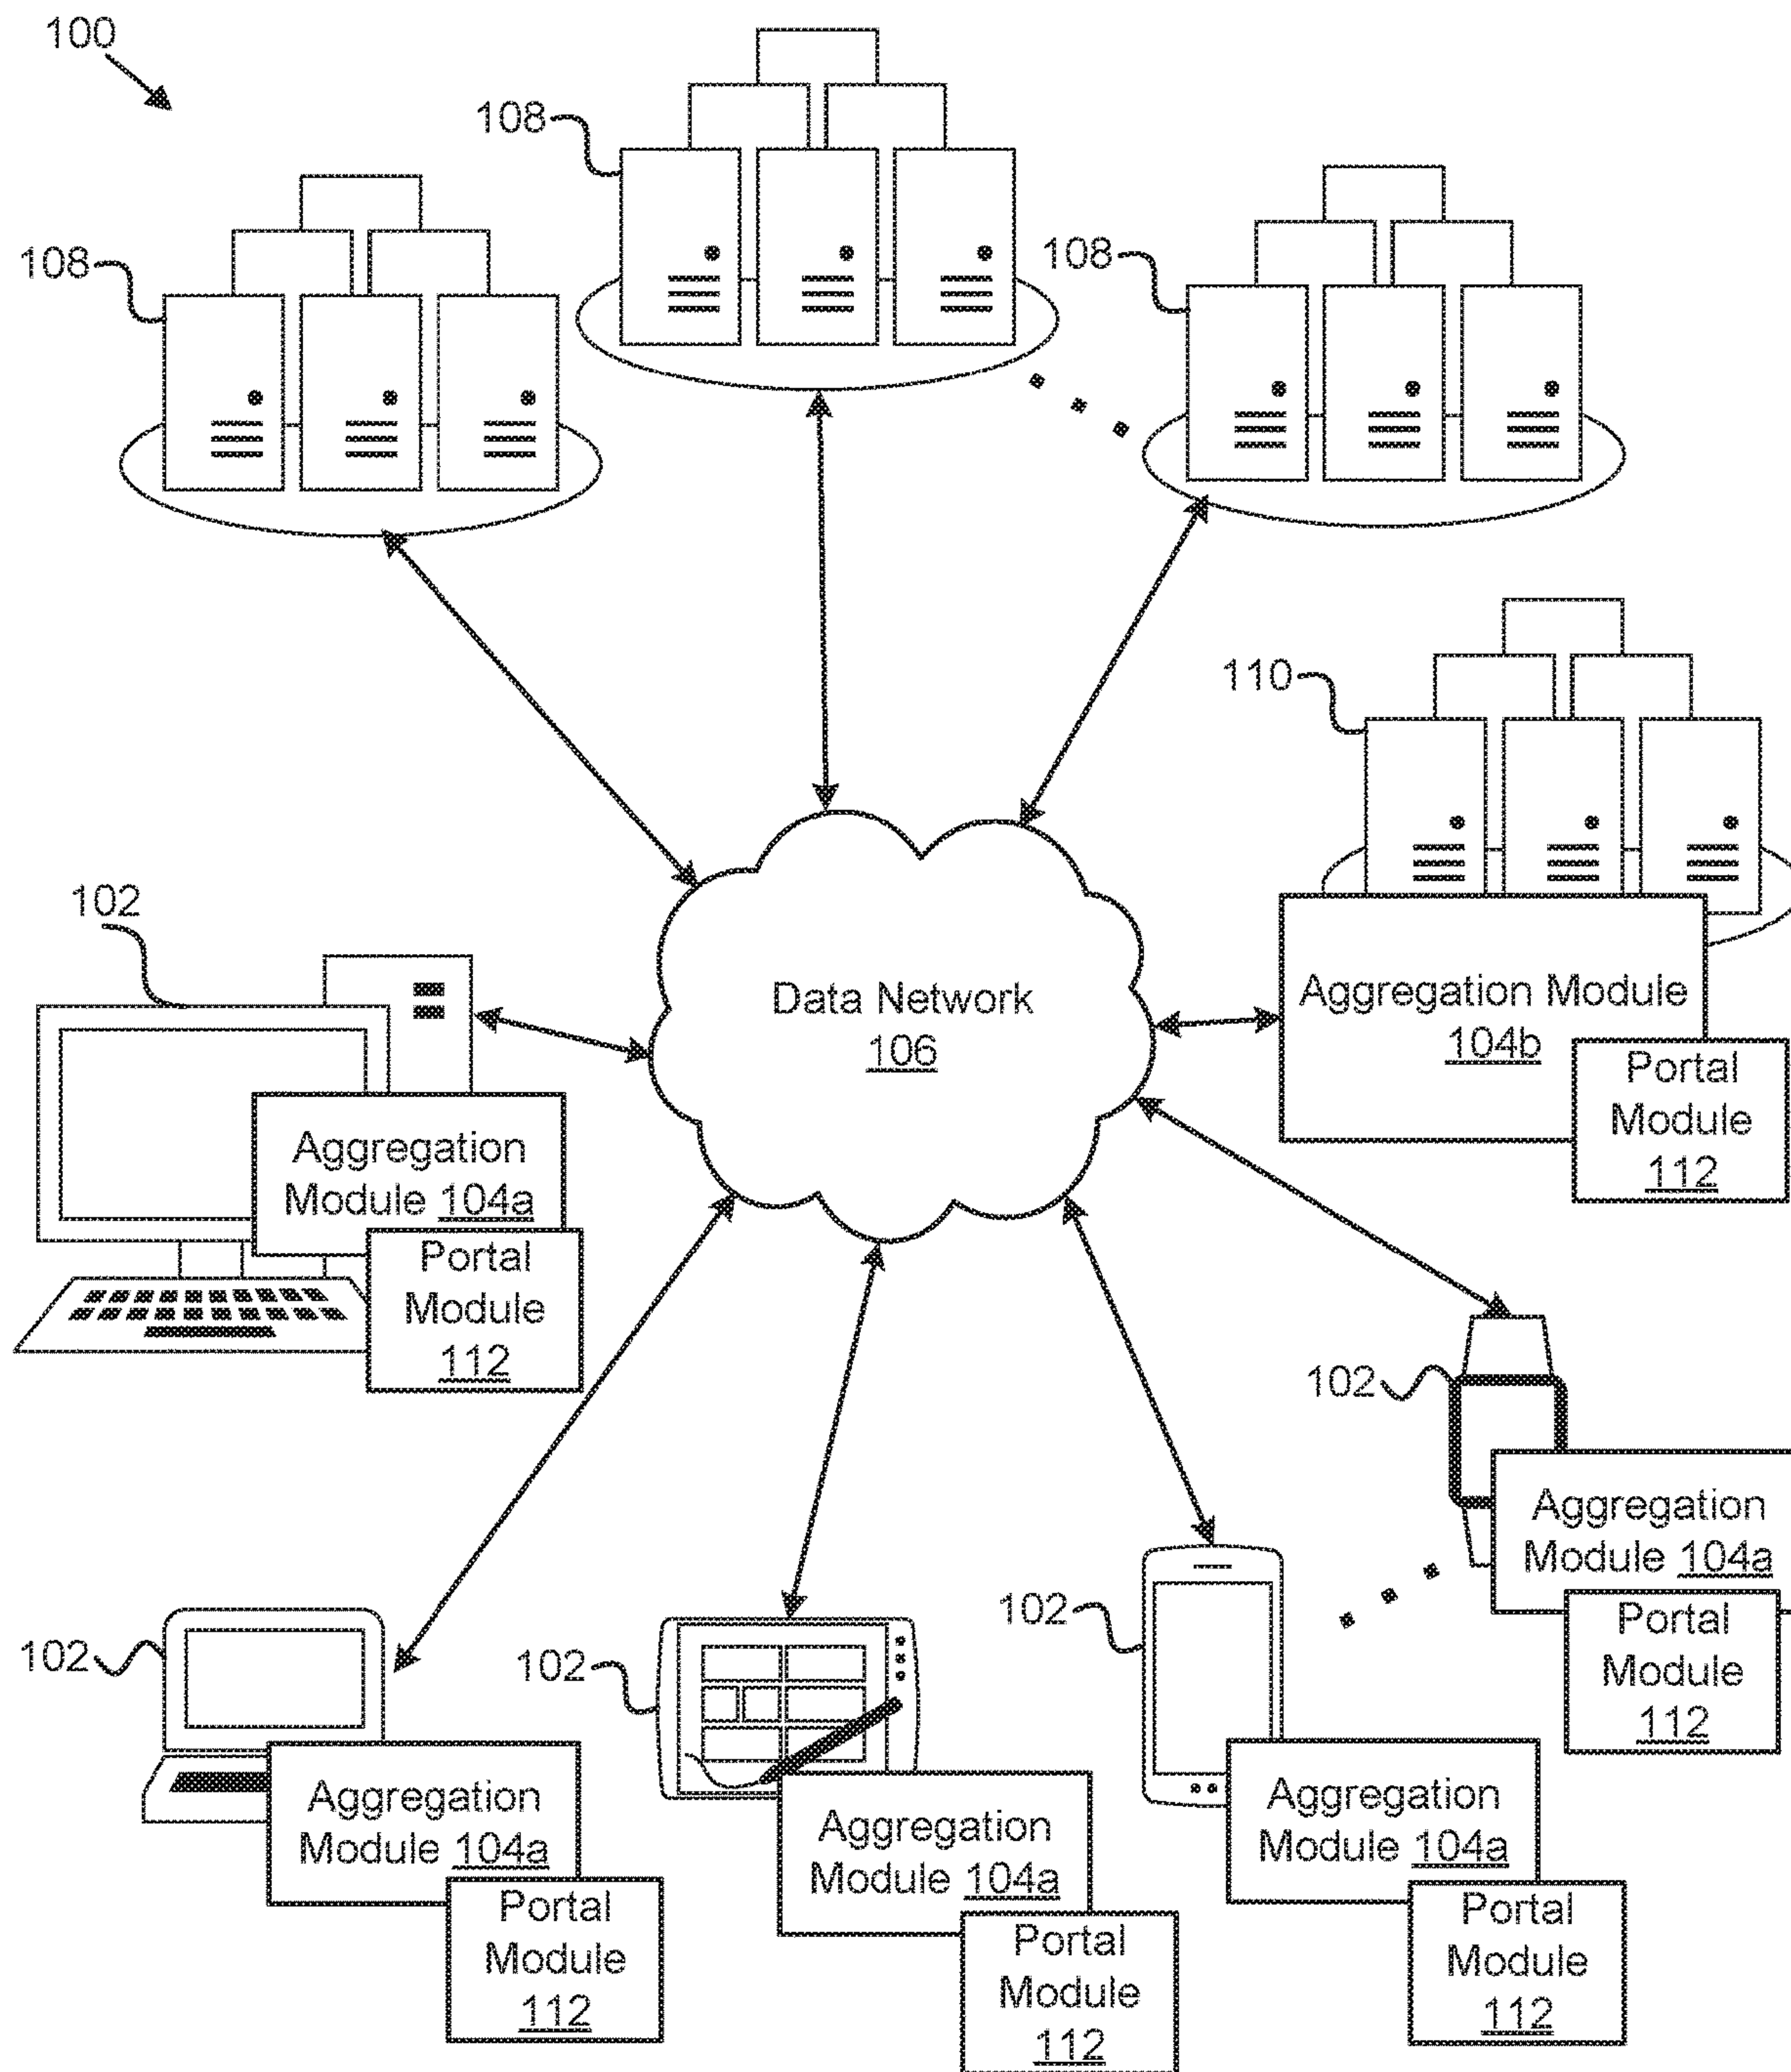 100
108
108
108
110
102
Data Network
106
Aggregation Module
104b
Portal
Module
112
Aggregation
Module 104a
Portal
Module
112
102
Aggregation
Module 104a
Portal
Module
112
102
Aggregation
Module 104a
Portal
Module
112
102
Aggregation
Module 104a
Portal
Module
112
102
Aggregation
Module 104a
Portal
Module
112